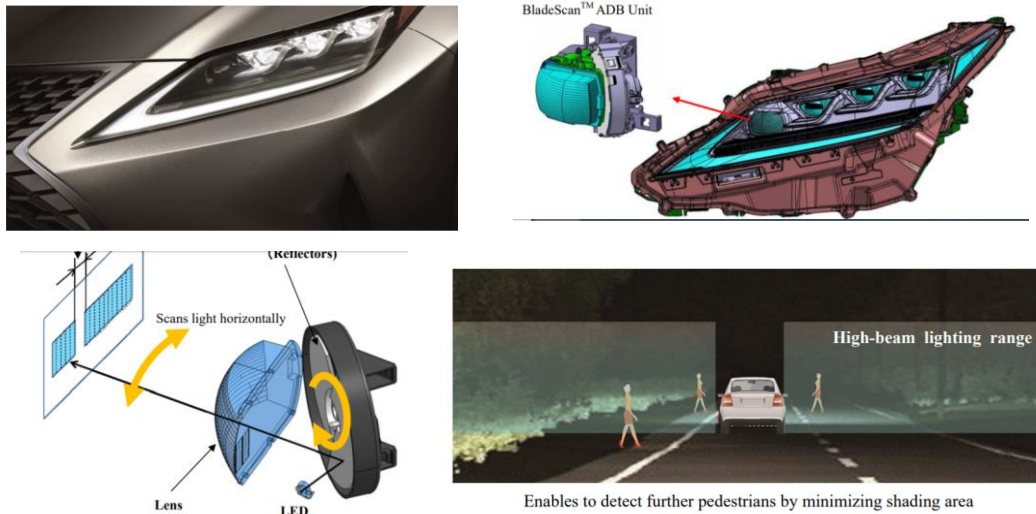 BladeScan™ ADB Unit
(Reflectors)
Scans light horizontally
High-beam lighting range
Lens
LED
Enables to detect further pedestrians by minimizing shading area